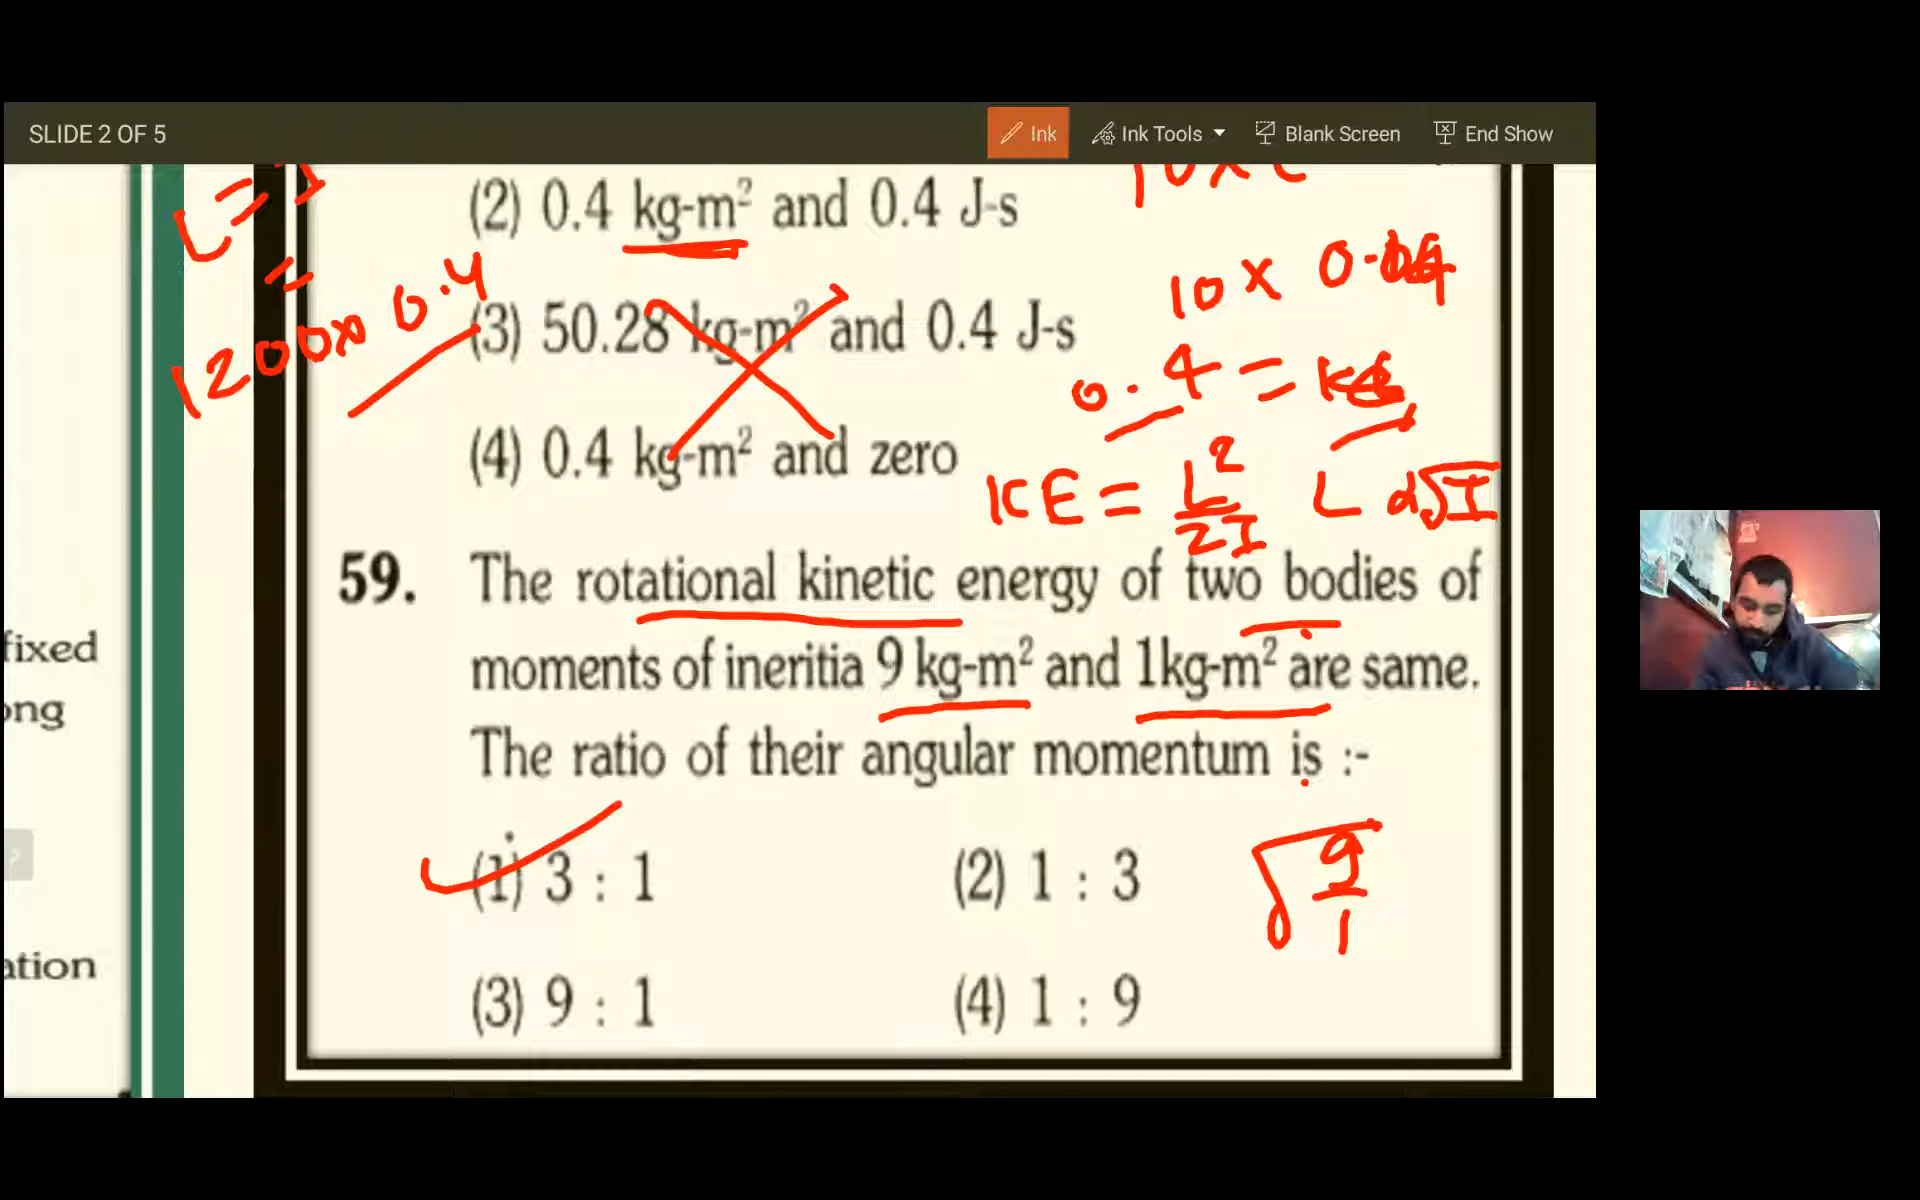 SLIDE 2 OF 5
Ink
Ink Tools
Blank Screen
End Show
L = I
(2) 0.4 kg-m² and 0.4 J-s
=
1200x 0.4
10 x 0.04
(3) 50.28 kg-m² and 0.4 J-s
0.4 =
(4) 0.4 kg-m² and zero
KE = L²/2I L α √I
59. The rotational kinetic energy of two bodies of
moments of ineritia 9 kg-m² and 1kg-m² are same.
The ratio of their angular momentum is :-
(1) 3 : 1 (2) 1 : 3
√9/1
(3) 9 : 1 (4) 1 : 9
fixed
ong
ation